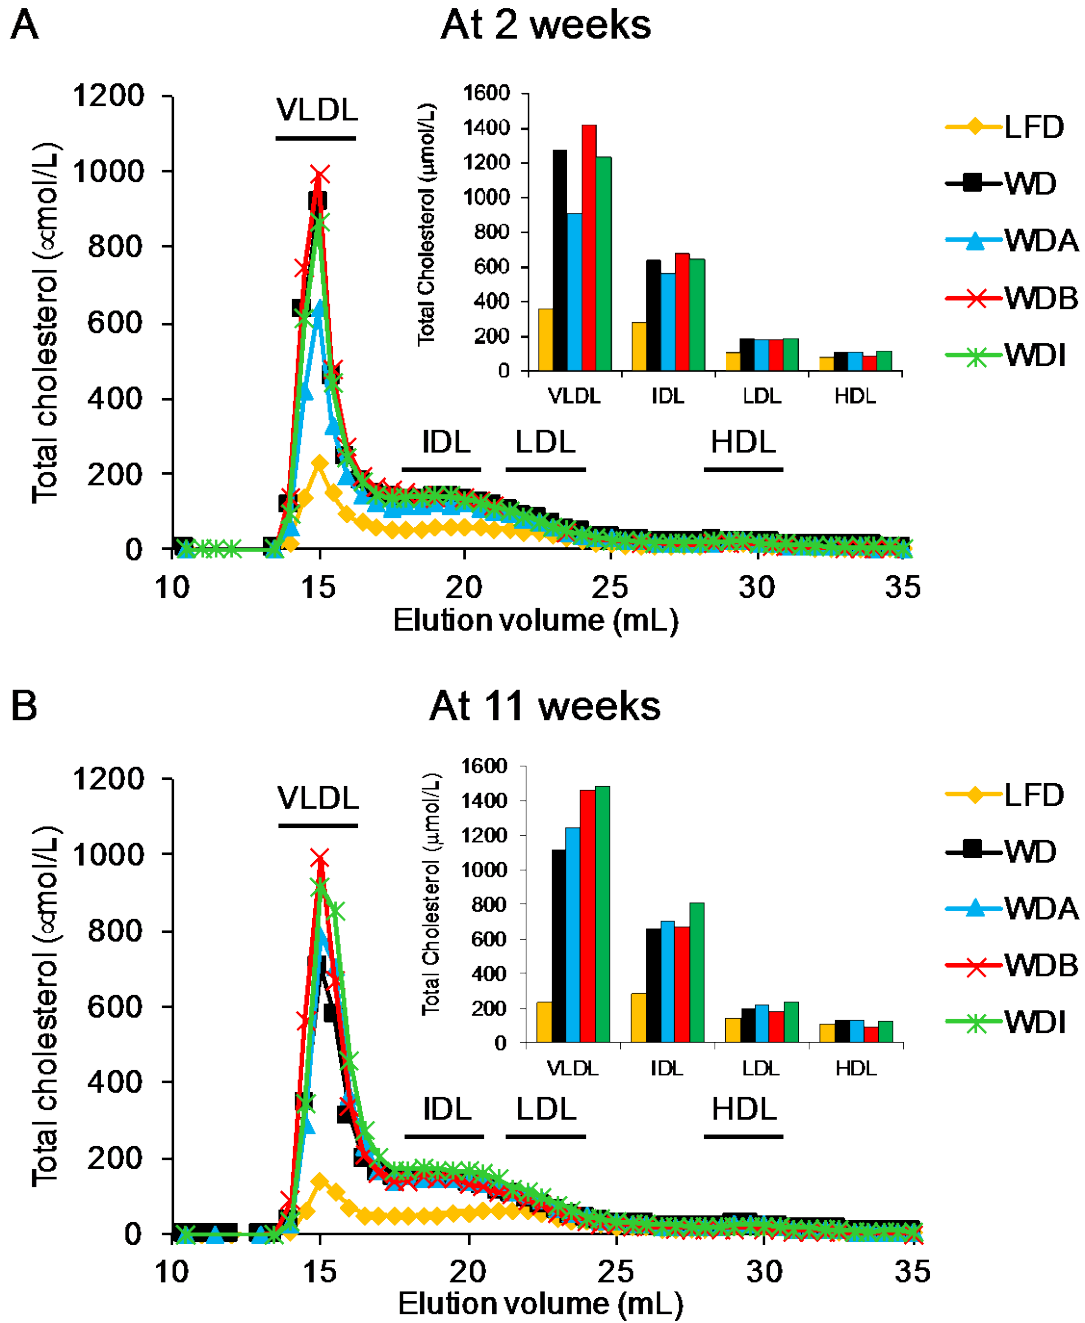 A
At 2 weeks
1200
1000
800
600
400
200
0
Total cholesterol (αmol/L)
10
15
20
25
30
35
Elution volume (mL)
VLDL
IDL
LDL
HDL
1600
1400
1200
1000
800
600
400
200
0
Total Cholesterol (μmol/L)
VLDL
IDL
LDL
HDL
LFD
WD
WDA
WDB
WDI
B
At 11 weeks
1200
1000
800
600
400
200
0
Total cholesterol (αmol/L)
10
15
20
25
30
35
Elution volume (mL)
VLDL
IDL
LDL
HDL
1600
1400
1200
1000
800
600
400
200
0
Total Cholesterol (μmol/L)
VLDL
IDL
LDL
HDL
LFD
WD
WDA
WDB
WDI